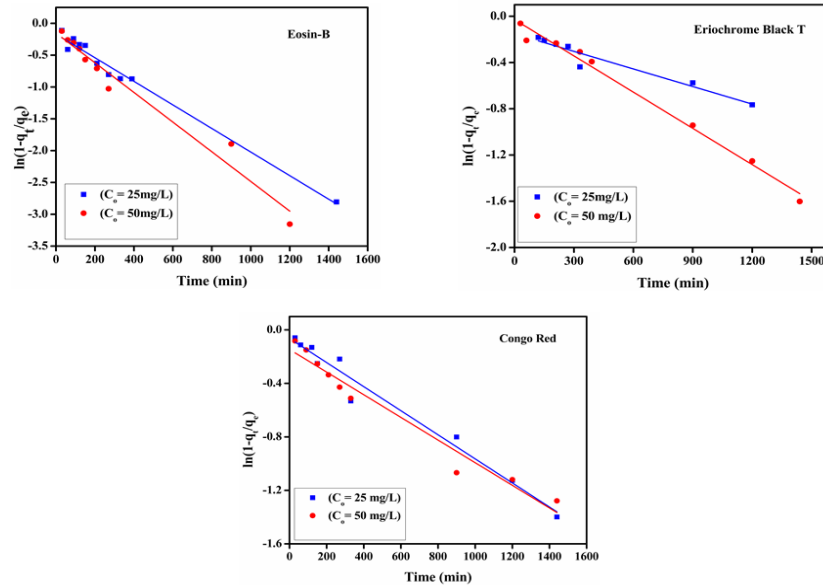 Eosin-B
ln(1-qt/qe)
0.0
-0.5
-1.0
-1.5
-2.0
-2.5
-3.0
-3.5
(Co= 25mg/L)
(Co= 50mg/L)
0 200 400 600 800 1000 1200 1400 1600
Time (min)
Eriochrome Black T
ln(1-qt/qe)
0.0
-0.4
-0.8
-1.2
-1.6
-2.0
(Co= 25mg/L)
(Co= 50 mg/L)
0 300 600 900 1200 1500
Time (min)
Congo Red
ln(1-qt/qe)
0.0
-0.4
-0.8
-1.2
-1.6
(Co= 25 mg/L)
(Co= 50 mg/L)
0 200 400 600 800 1000 1200 1400 1600
Time (min)